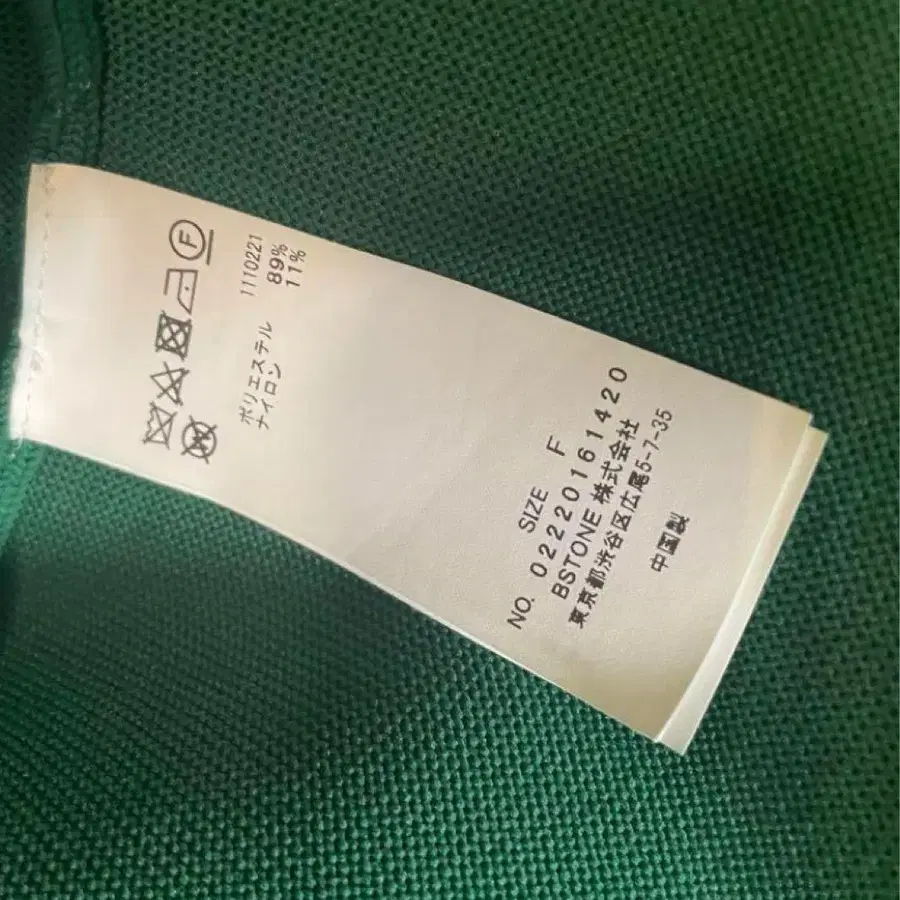 1110221
ポリエステル 89%
ナイロン 11%
SIZE F
NO. 02220161420
BSTONE 株式会社
東京都渋谷区広尾5-7-35
中国製